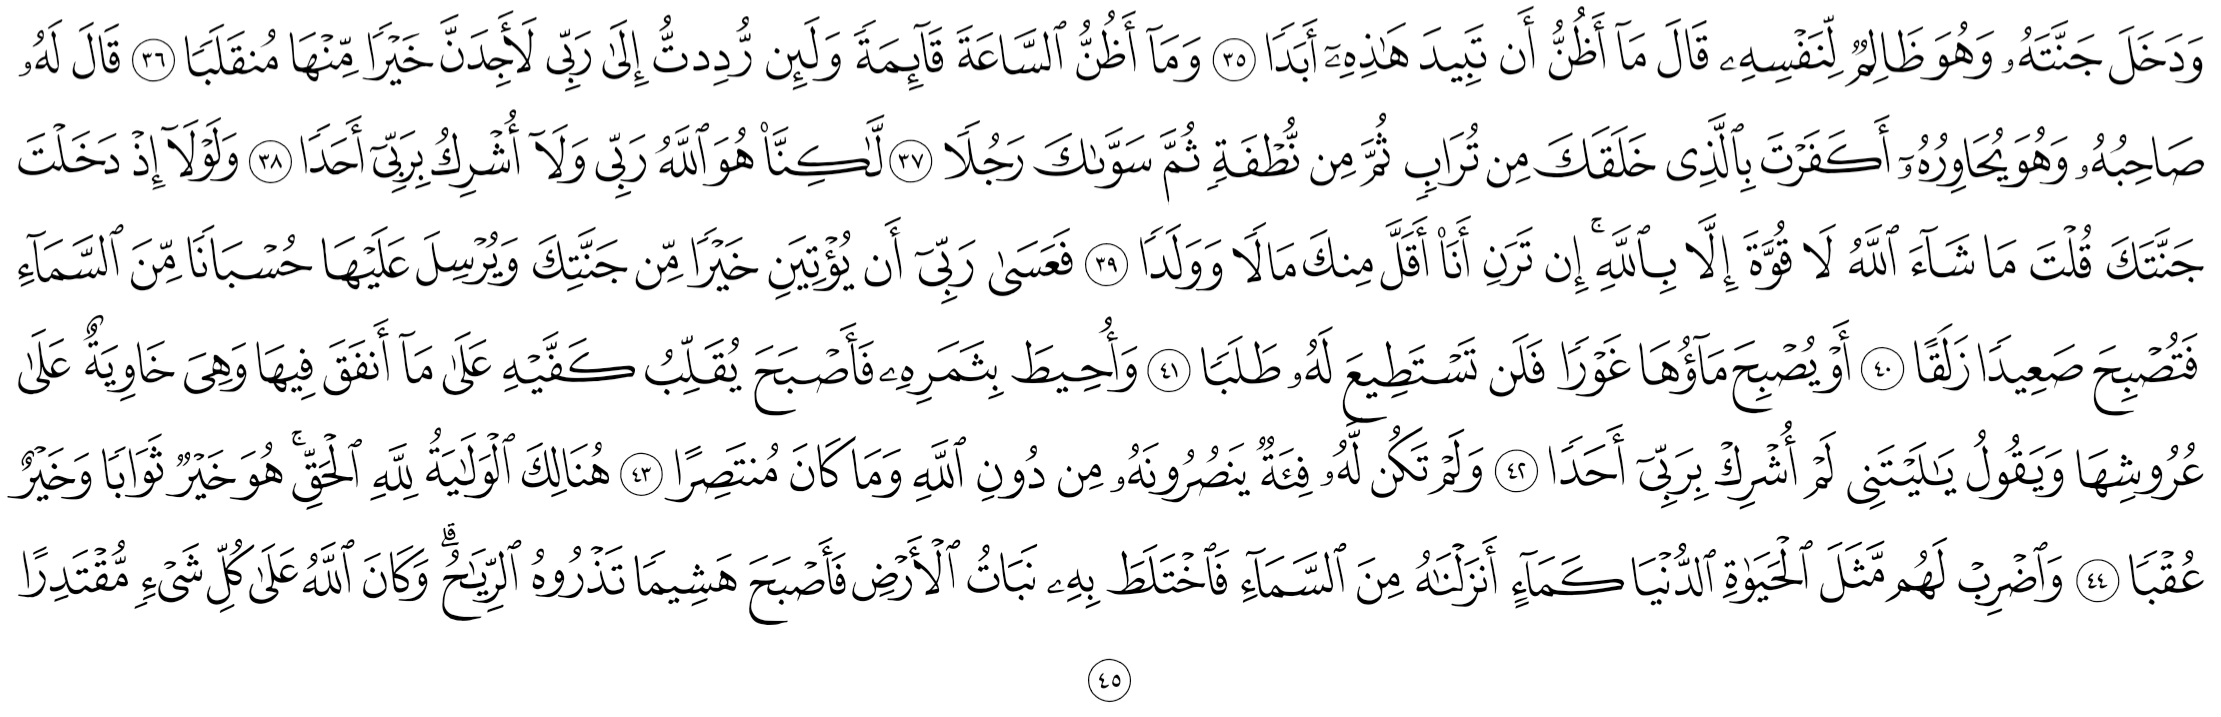 وَدَخَلَ جَنَّتَهُۥ وَهُوَ ظَالِمٌ لِّنَفْسِهِۦ قَالَ مَآ أَظُنُّ أَن تَبِيدَ هَـٰذِهِۦٓ أَبَدًا ٣٥ وَمَآ أَظُنُّ ٱلسَّاعَةَ قَآئِمَةً وَلَئِن رُّدِدتُّ إِلَىٰ رَبِّى لَأَجِدَنَّ خَيْرًا مِّنْهَا مُنقَلَبًا ٣٦ قَالَ لَهُۥ
صَاحِبُهُۥ وَهُوَ يُحَاوِرُهُۥٓ أَكَفَرْتَ بِٱلَّذِى خَلَقَكَ مِن تُرَابٍ ثُمَّ مِن نُّطْفَةٍ ثُمَّ سَوَّىٰكَ رَجُلًا ٣٧ لَّـٰكِنَّا۠ هُوَ ٱللَّهُ رَبِّى وَلَآ أُشْرِكُ بِرَبِّىٓ أَحَدًا ٣٨ وَلَوْلَآ إِذْ دَخَلْتَ
جَنَّتَكَ قُلْتَ مَا شَآءَ ٱللَّهُ لَا قُوَّةَ إِلَّا بِٱللَّهِ ۚ إِن تَرَنِ أَنَا۠ أَقَلَّ مِنكَ مَالًا وَوَلَدًا ٣٩ فَعَسَىٰ رَبِّىٓ أَن يُؤْتِيَنِ خَيْرًا مِّن جَنَّتِكَ وَيُرْسِلَ عَلَيْهَا حُسْبَانًا مِّنَ ٱلسَّمَآءِ
فَتُصْبِحَ صَعِيدًا زَلَقًا ٤٠ أَوْ يُصْبِحَ مَآؤُهَا غَوْرًا فَلَن تَسْتَطِيعَ لَهُۥ طَلَبًا ٤١ وَأُحِيطَ بِثَمَرِهِۦ فَأَصْبَحَ يُقَلِّبُ كَفَّيْهِ عَلَىٰ مَآ أَنفَقَ فِيهَا وَهِىَ خَاوِيَةٌ عَلَىٰ
عُرُوشِهَا وَيَقُولُ يَـٰلَيْتَنِى لَمْ أُشْرِكْ بِرَبِّىٓ أَحَدًا ٤٢ وَلَمْ تَكُن لَّهُۥ فِئَةٌ يَنصُرُونَهُۥ مِن دُونِ ٱللَّهِ وَمَا كَانَ مُنتَصِرًا ٤٣ هُنَالِكَ ٱلْوَلَـٰيَةُ لِلَّهِ ٱلْحَقِّ ۚ هُوَ خَيْرٌ ثَوَابًا وَخَيْرٌ
عُقْبًا ٤٤ وَٱضْرِبْ لَهُم مَّثَلَ ٱلْحَيَوٰةِ ٱلدُّنْيَا كَمَآءٍ أَنزَلْنَـٰهُ مِنَ ٱلسَّمَآءِ فَٱخْتَلَطَ بِهِۦ نَبَاتُ ٱلْأَرْضِ فَأَصْبَحَ هَشِيمًا تَذْرُوهُ ٱلرِّيَـٰحُ ۗ وَكَانَ ٱللَّهُ عَلَىٰ كُلِّ شَىْءٍ مُّقْتَدِرًا
٤٥